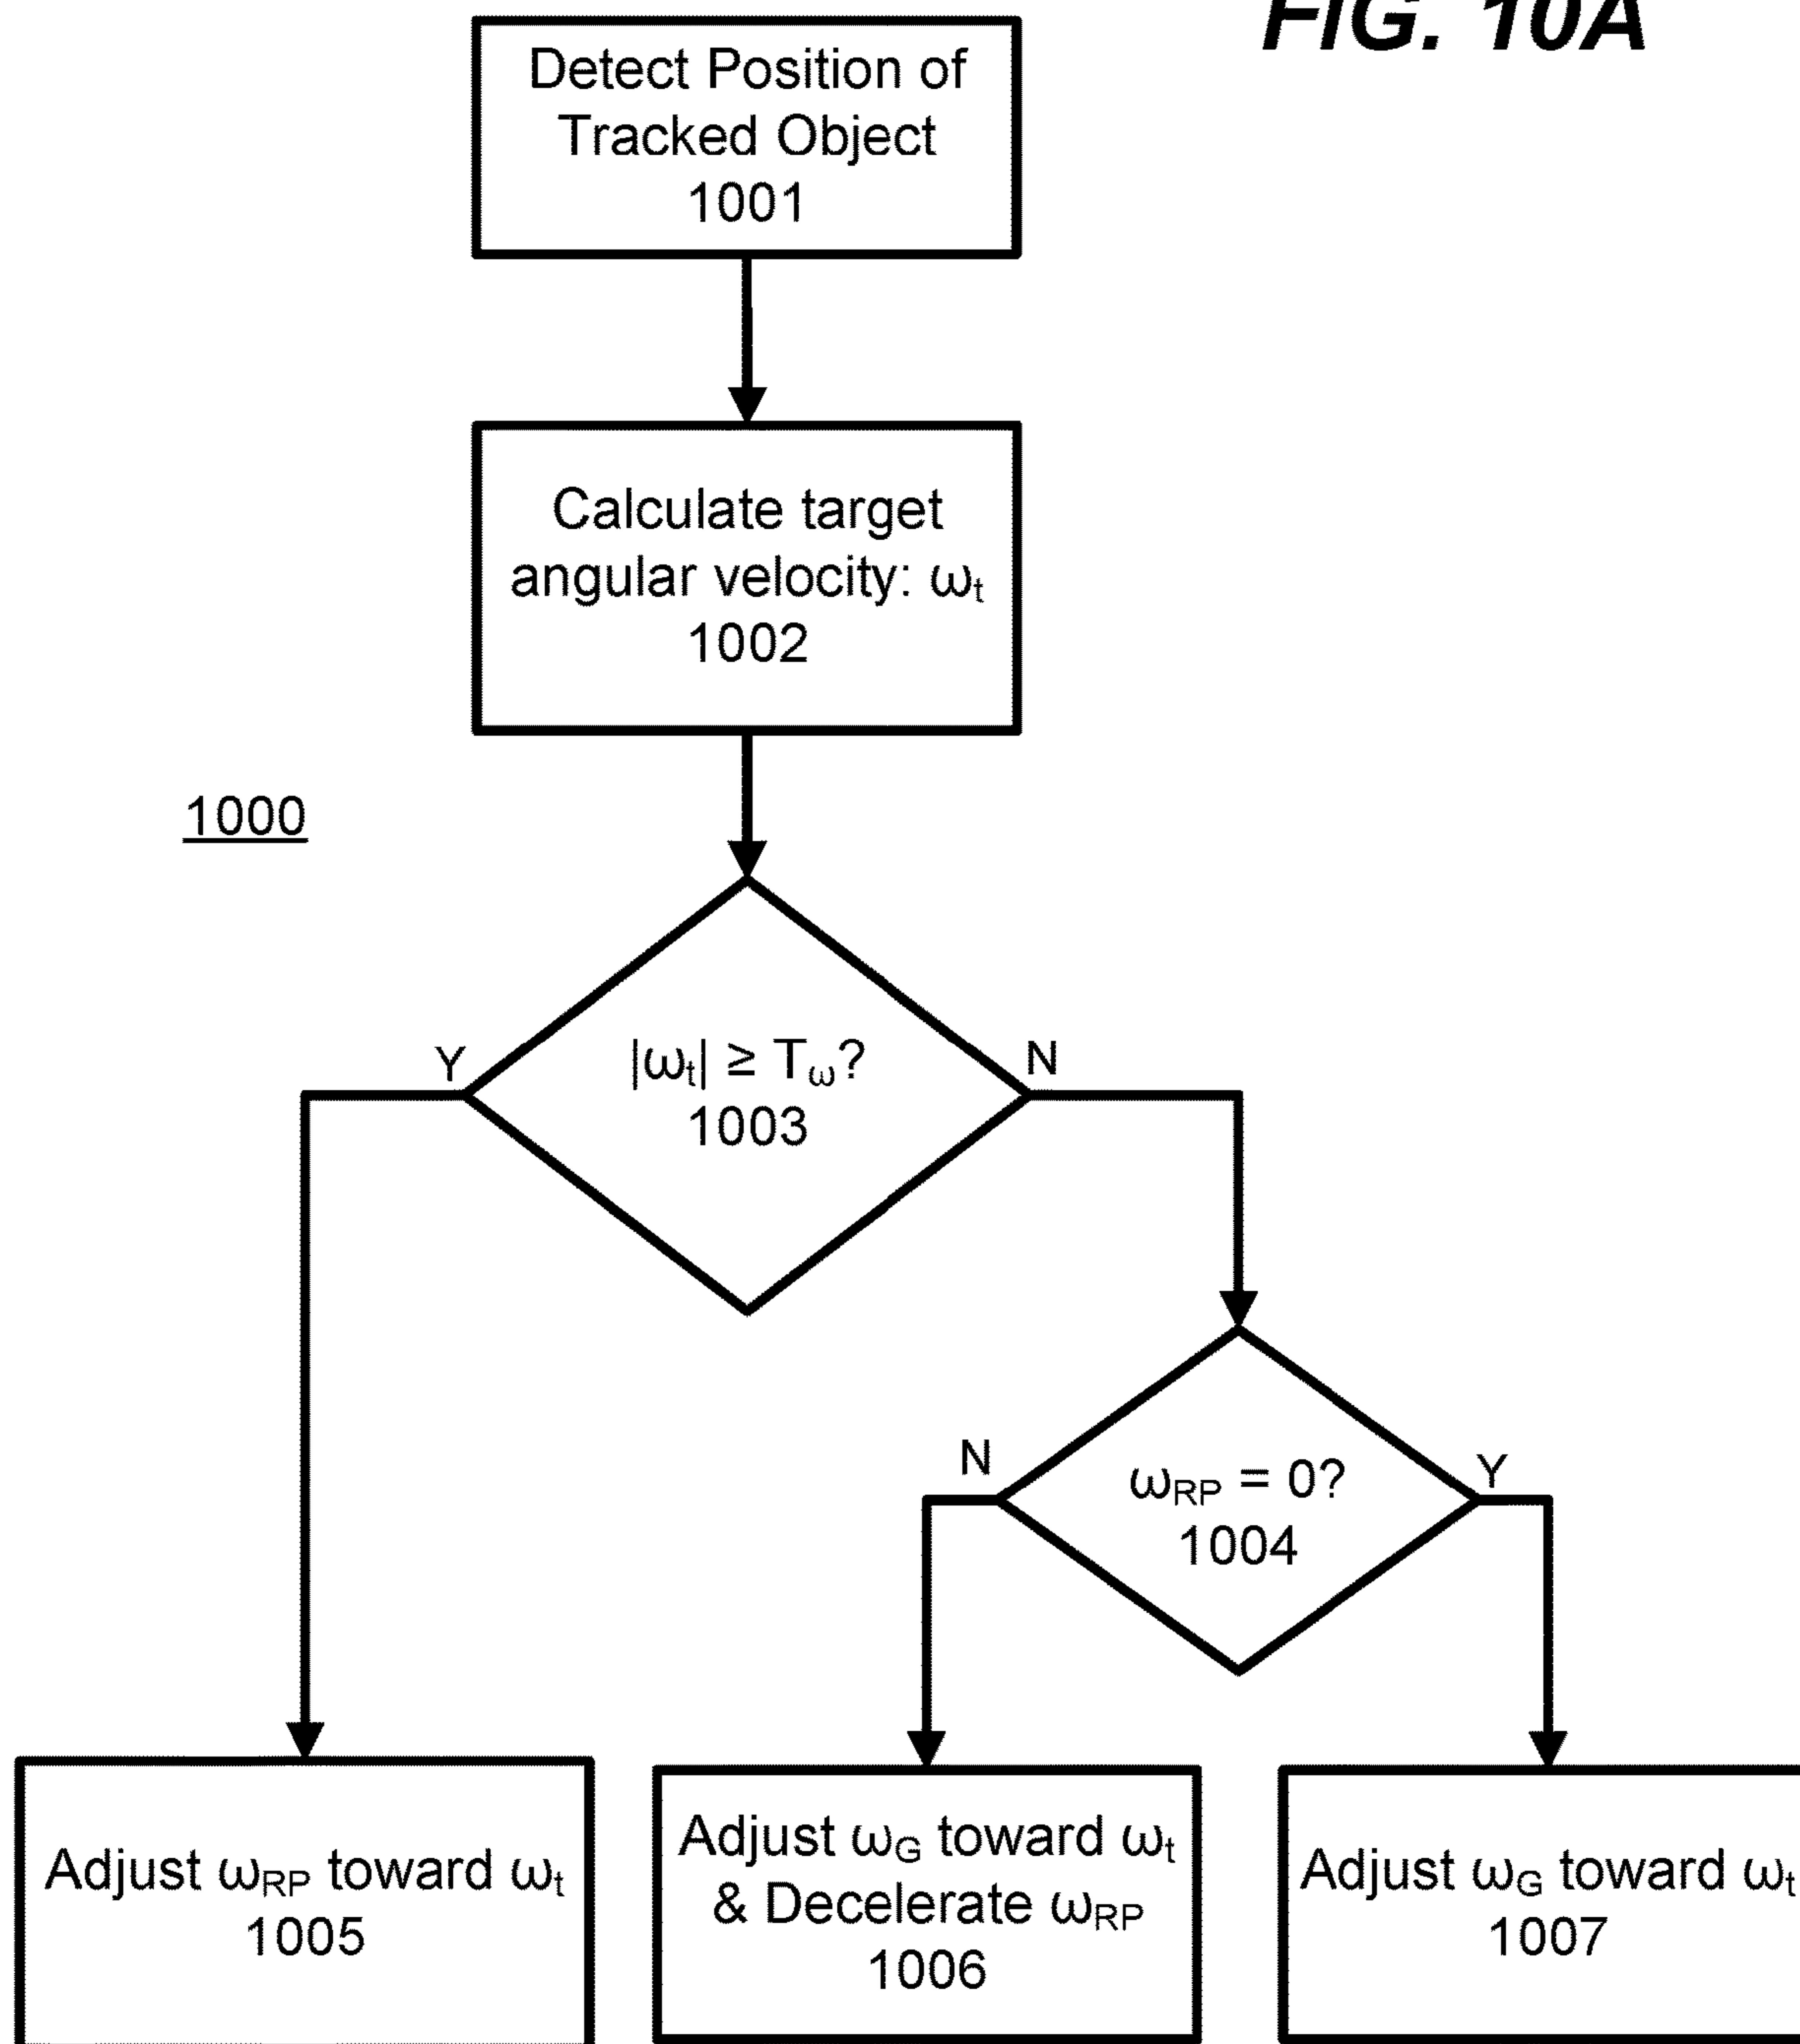 FIG. 10A
Detect Position of
Tracked Object
1001
Calculate target
angular velocity: ωt
1002
1000
Y
|ωt| ≥ Tω?
1003
N
N
ωRP = 0?
1004
Y
Adjust ωRP toward ωt
1005
Adjust ωG toward ωt
& Decelerate ωRP
1006
Adjust ωG toward ωt
1007